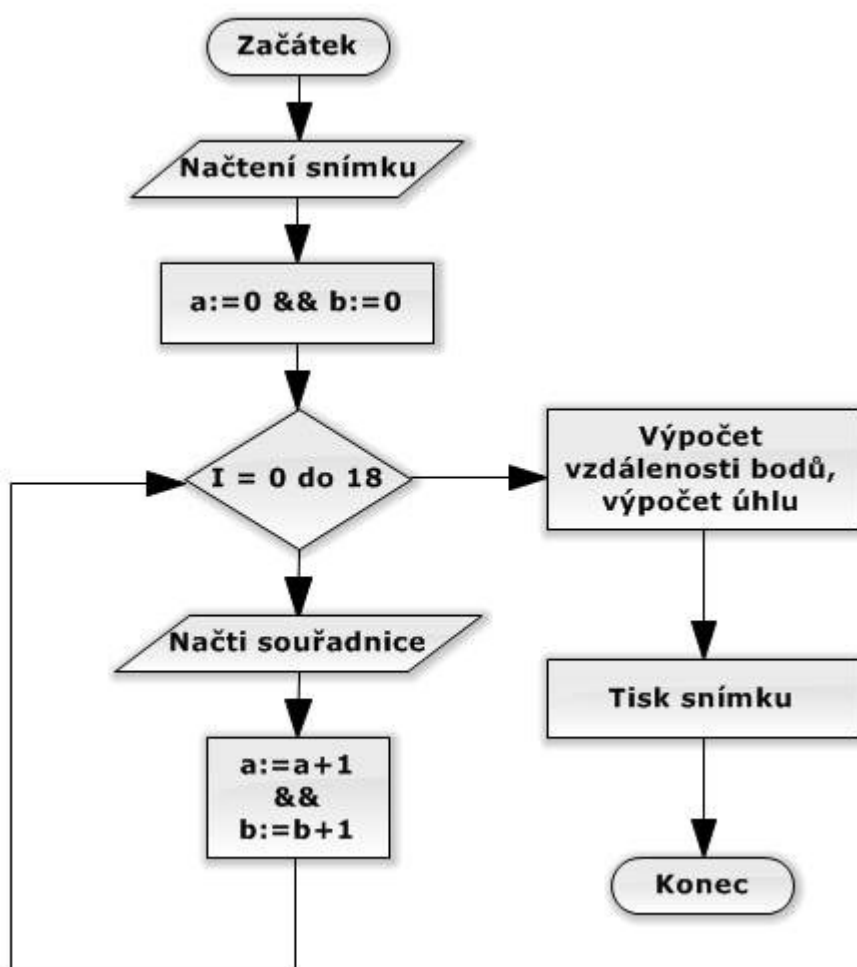 Začátek
Načtení snímku
a:=0 && b:=0
I = 0 do 18
Načti souřadnice
a:=a+1
&&
b:=b+1
Výpočet
vzdálenosti bodů,
výpočet úhlu
Tisk snímku
Konec